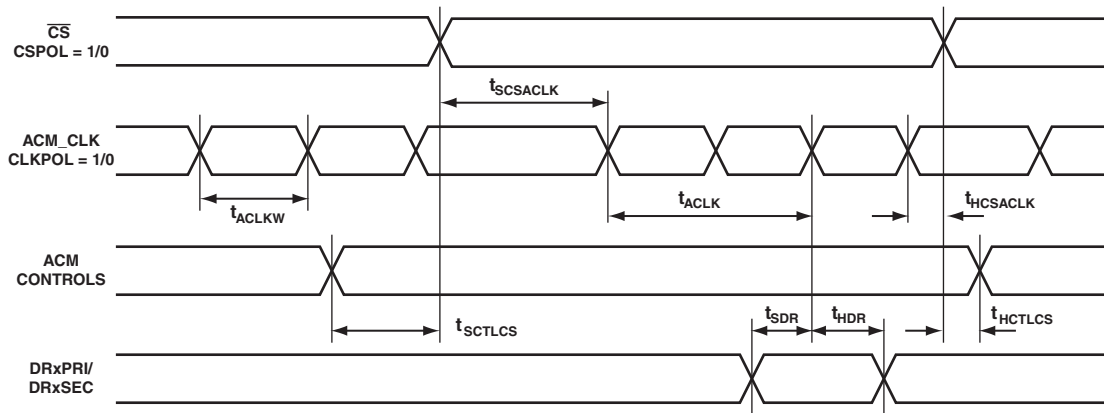 CS
CSPOL = 1/0
tSCSACLK
ACM_CLK
CLKPOL = 1/0
tACLKW
tACLK
tHCSACLK
ACM
CONTROLS
tSCTLCS
tSDR
tHDR
tHCTLCS
DRxPRI/
DRxSEC